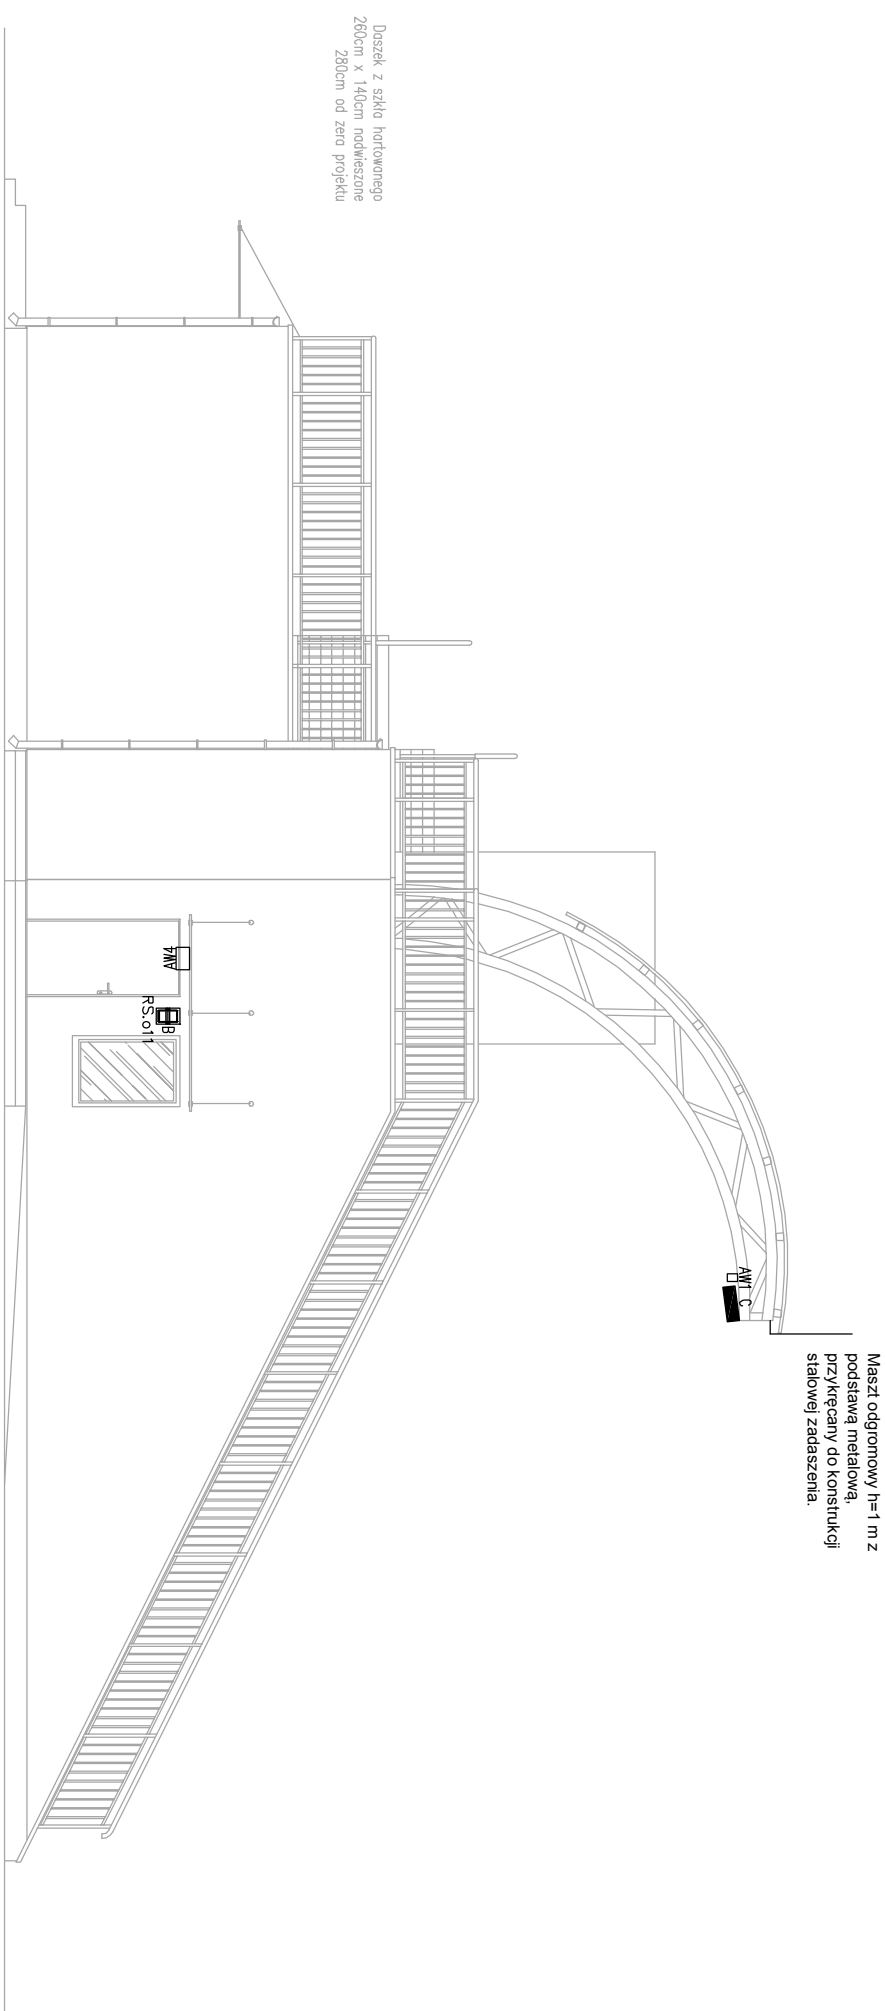 Daszek z szkła hartowanego
260cm x 140cm nadwieszone
280cm od zera projektu
AW4
B
RS.o11
AW1 C
Maszt odgromowy h=1 m z
podstawą metalową,
przykręcany do konstrukcji
stalowej zadaszenia.